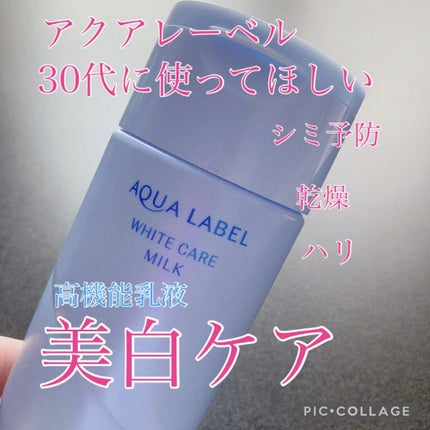 アクアレーベル
30代に使ってほしい
シミ予防
乾燥
ハリ
AQUA LABEL
WHITE CARE
MILK
高機能乳液
美白ケア
PIC•COLLAGE